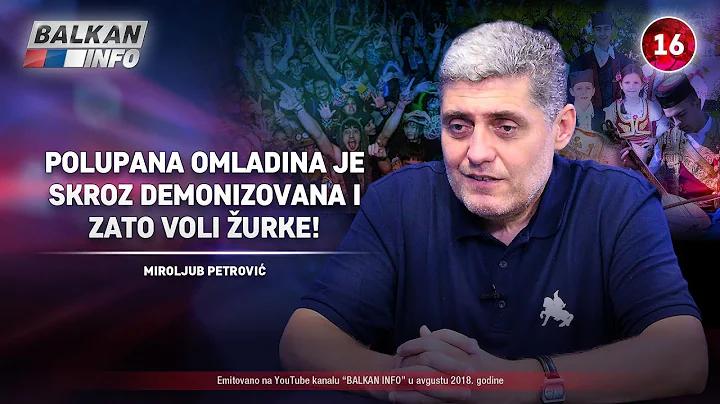 BALKAN
INFO
16
POLUPANA OMLADINA JE
SKROZ DEMONIZOVANA I
ZATO VOLI ŽURKE!
MIROLJUB PETROVIĆ
Emitovano na YouTube kanalu “BALKAN INFO” u avgustu 2018. godine